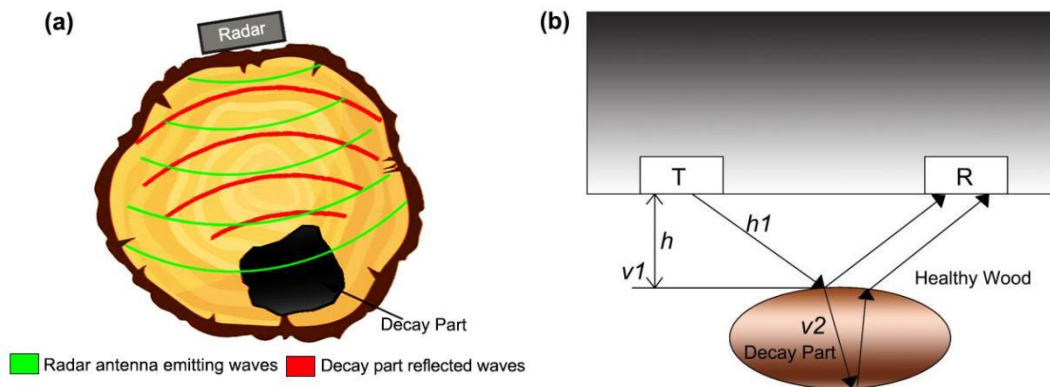 (a)
Radar
Decay Part
Radar antenna emitting waves
Decay part reflected waves
(b)
T
R
h
h1
v1
Healthy Wood
v2
Decay Part